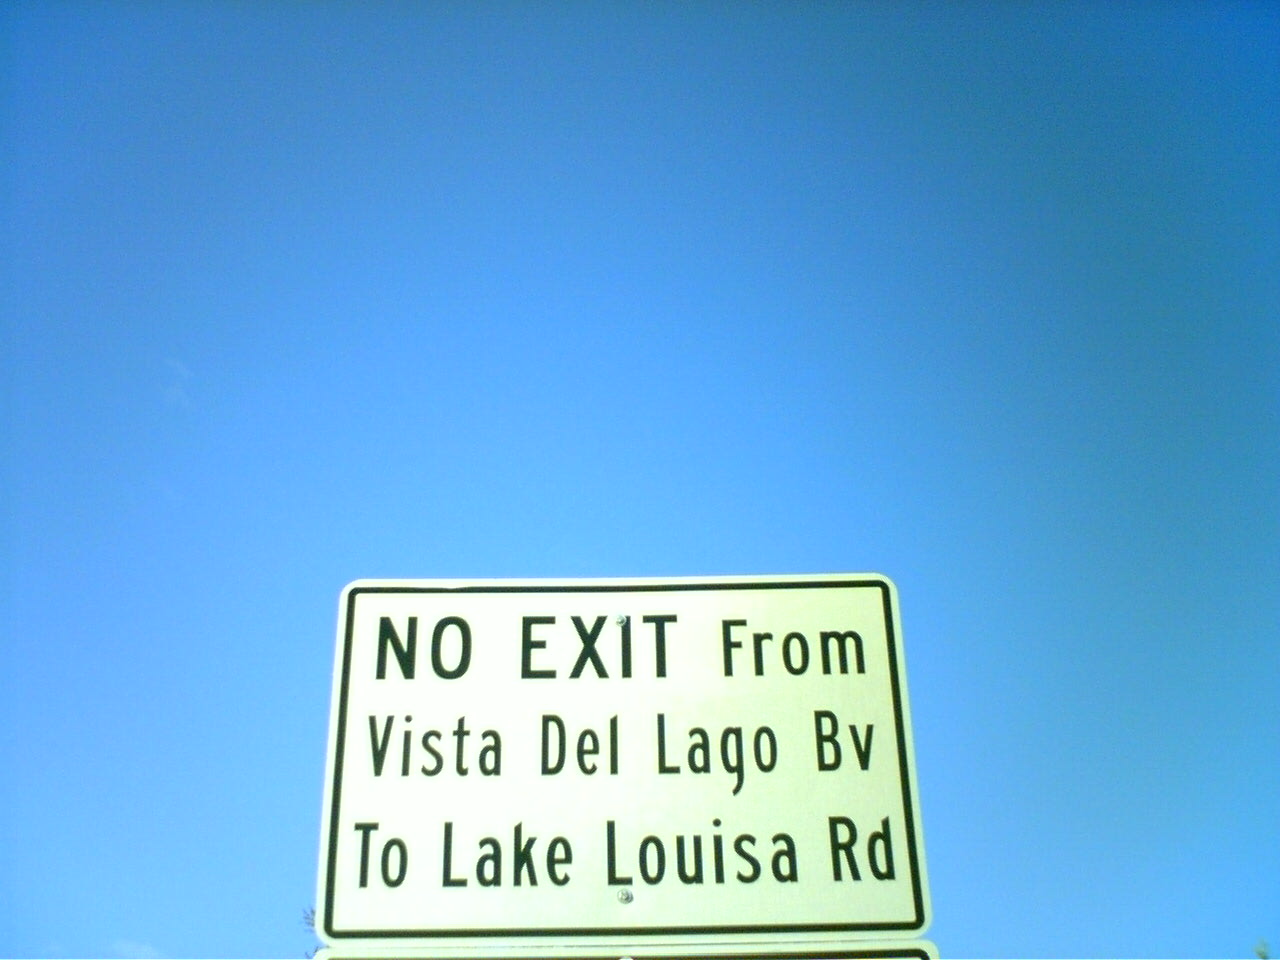 NO EXIT From
Vista Del Lago Bv
To Lake Louisa Rd